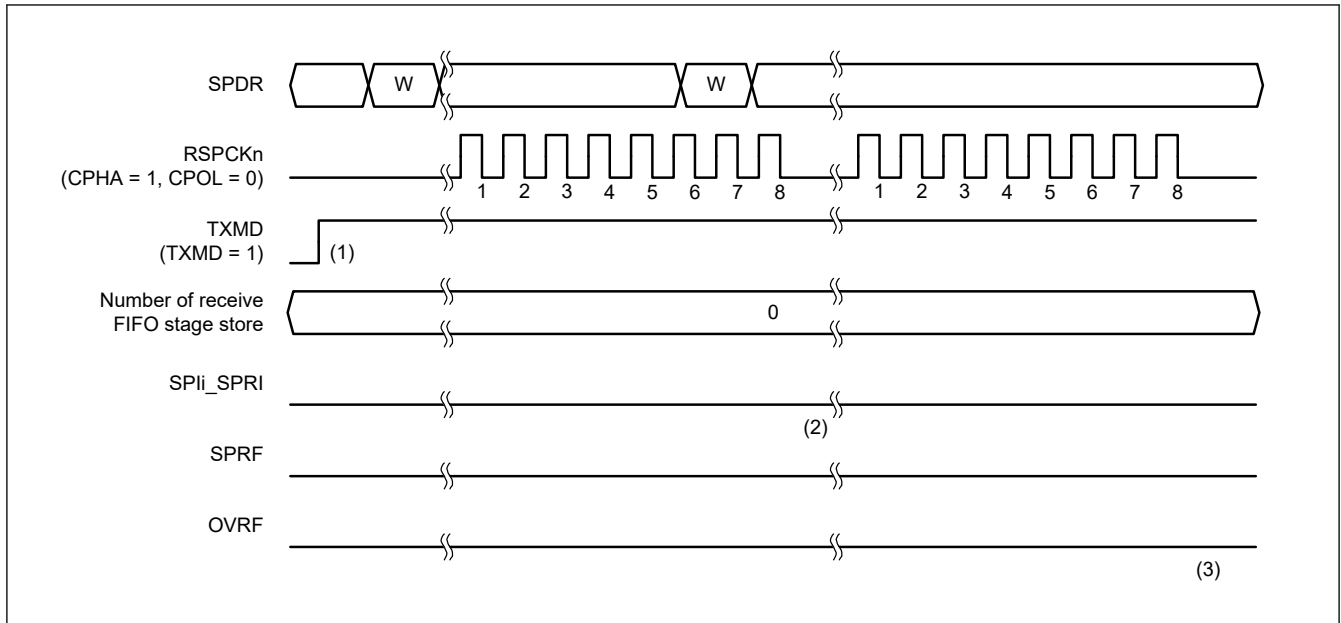 SPDR
W
W
RSPCKn
(CPHA = 1, CPOL = 0)
1 2 3 4 5 6 7 8
1 2 3 4 5 6 7 8
TXMD
(TXMD = 1)
(1)
Number of receive
FIFO stage store
0
SPIi_SPRI
(2)
SPRF
OVRF
(3)